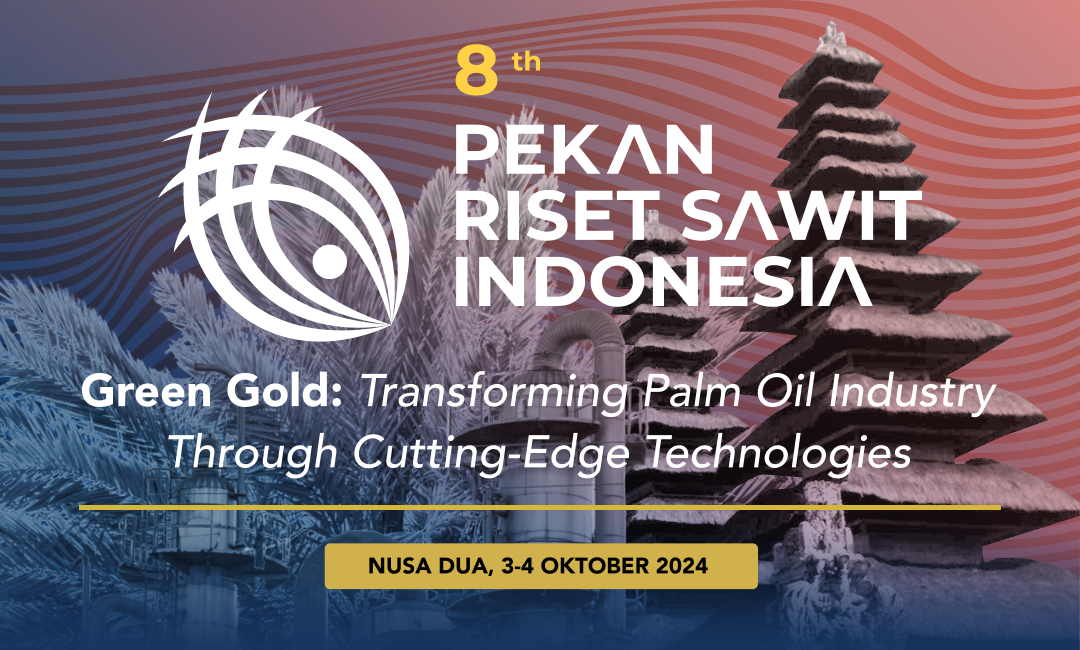 8 th
PEKAN
RISET SAWIT
INDONESIA
Green Gold: Transforming Palm Oil Industry
Through Cutting-Edge Technologies
NUSA DUA, 3-4 OKTOBER 2024